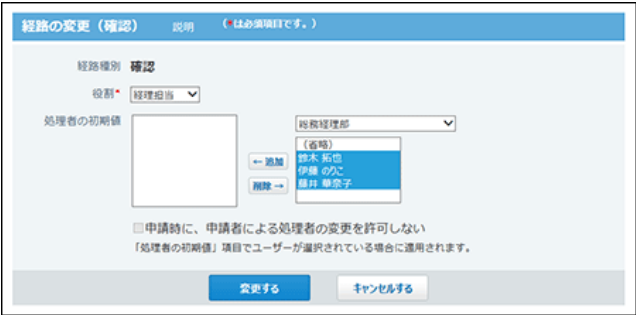 経路の変更（確認） 説明 （*は必須項目です。）
経路種別 確認
役割* 経理担当
処理者の初期値
総務経理部
（省略）
鈴木 拓也
伊藤 のりこ
藤井 華奈子
← 追加
削除 →
申請時に、申請者による処理者の変更を許可しない
「処理者の初期値」項目でユーザーが選択されている場合に適用されます。
変更する キャンセルする